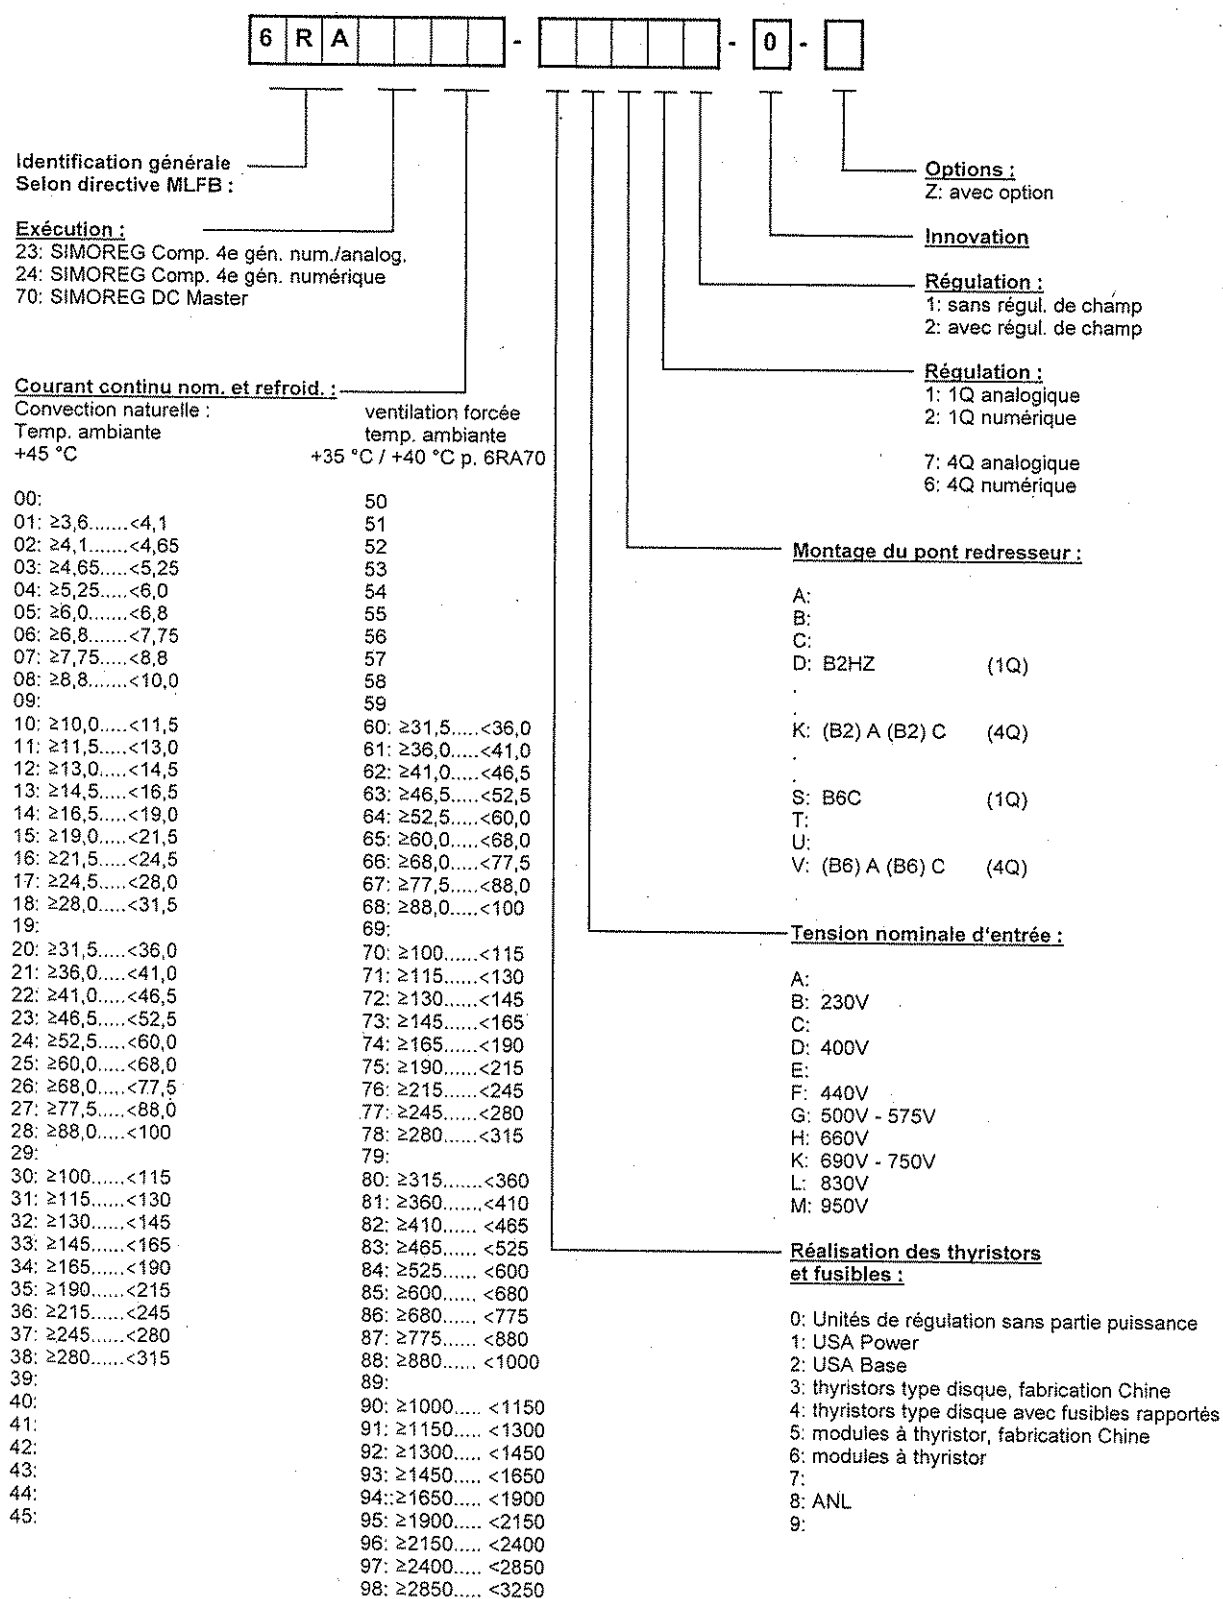 6 R A - - 0 -
Identification générale
Selon directive MLFB :
Exécution :
23: SIMOREG Comp. 4e gén. num./analog.
24: SIMOREG Comp. 4e gén. numérique
70: SIMOREG DC Master
Options :
Z: avec option
Innovation
Régulation :
1: sans régul. de champ
2: avec régul. de champ
Régulation :
1: 1Q analogique
2: 1Q numérique
7: 4Q analogique
6: 4Q numérique
Courant continu nom. et refroid. :
Convection naturelle :
Temp. ambiante
+45 °C
ventilation forcée
temp. ambiante
+35 °C / +40 °C p. 6RA70
00:
01: ≥3,6.......<4,1
02: ≥4,1.......<4,65
03: ≥4,65.....<5,25
04: ≥5,25.....<6,0
05: ≥6,0.......<6,8
06: ≥6,8.......<7,75
07: ≥7,75.....<8,8
08: ≥8,8.......<10,0
09:
10: ≥10,0.....<11,5
11: ≥11,5.....<13,0
12: ≥13,0.....<14,5
13: ≥14,5.....<16,5
14: ≥16,5.....<19,0
15: ≥19,0.....<21,5
16: ≥21,5.....<24,5
17: ≥24,5.....<28,0
18: ≥28,0.....<31,5
19:
20: ≥31,5.....<36,0
21: ≥36,0.....<41,0
22: ≥41,0.....<46,5
23: ≥46,5.....<52,5
24: ≥52,5.....<60,0
25: ≥60,0.....<68,0
26: ≥68,0.....<77,5
27: ≥77,5.....<88,0
28: ≥88,0.....<100
29:
30: ≥100......<115
31: ≥115......<130
32: ≥130......<145
33: ≥145......<165
34: ≥165......<190
35: ≥190......<215
36: ≥215......<245
37: ≥245......<280
38: ≥280......<315
39:
40:
41:
42:
43:
44:
45:
50
51
52
53
54
55
56
57
58
59
60: ≥31,5.....<36,0
61: ≥36,0.....<41,0
62: ≥41,0.....<46,5
63: ≥46,5.....<52,5
64: ≥52,5.....<60,0
65: ≥60,0.....<68,0
66: ≥68,0.....<77,5
67: ≥77,5.....<88,0
68: ≥88,0.....<100
69:
70: ≥100......<115
71: ≥115......<130
72: ≥130......<145
73: ≥145......<165
74: ≥165......<190
75: ≥190......<215
76: ≥215......<245
77: ≥245......<280
78: ≥280......<315
79:
80: ≥315.......<360
81: ≥360.......<410
82: ≥410...... <465
83: ≥465...... <525
84: ≥525...... <600
85: ≥600...... <680
86: ≥680...... <775
87: ≥775...... <880
88: ≥880...... <1000
89:
90: ≥1000..... <1150
91: ≥1150..... <1300
92: ≥1300..... <1450
93: ≥1450..... <1650
94::≥1650..... <1900
95: ≥1900..... <2150
96: ≥2150..... <2400
97: ≥2400..... <2850
98: ≥2850..... <3250
Montage du pont redresseur :
A:
B:
C:
D: B2HZ (1Q)
.
.
K: (B2) A (B2) C (4Q)
.
.
S: B6C (1Q)
T:
U:
V: (B6) A (B6) C (4Q)
Tension nominale d'entrée :
A:
B: 230V
C:
D: 400V
E:
F: 440V
G: 500V - 575V
H: 660V
K: 690V - 750V
L: 830V
M: 950V
Réalisation des thyristors
et fusibles :
0: Unités de régulation sans partie puissance
1: USA Power
2: USA Base
3: thyristors type disque, fabrication Chine
4: thyristors type disque avec fusibles rapportés
5: modules à thyristor, fabrication Chine
6: modules à thyristor
7:
8: ANL
9: